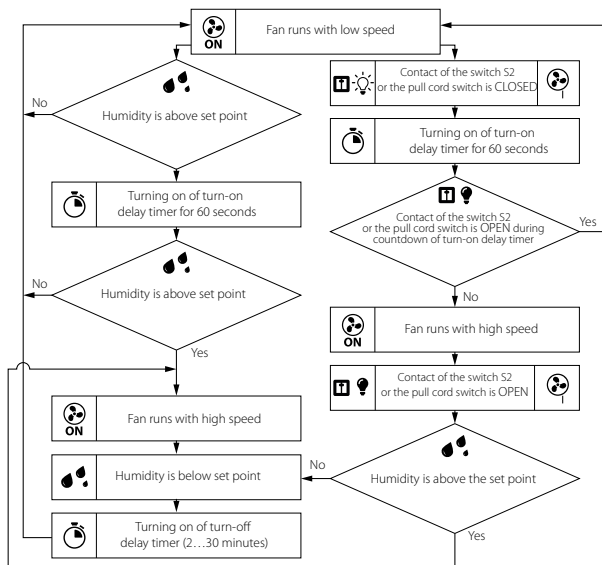 ON
Fan runs with low speed
No
Humidity is above set point
Turning on of turn-on
delay timer for 60 seconds
No
Humidity is above set point
Yes
ON
Fan runs with high speed
Humidity is below set point
Turning on of turn-off
delay timer (2...30 minutes)
Contact of the switch S2
or the pull cord switch is CLOSED
Turning on of turn-on
delay timer for 60 seconds
Contact of the switch S2
or the pull cord switch is OPEN during
countdown of turn-on delay timer
Yes
No
ON
Fan runs with high speed
Contact of the switch S2
or the pull cord switch is OPEN
No
Humidity is above the set point
Yes